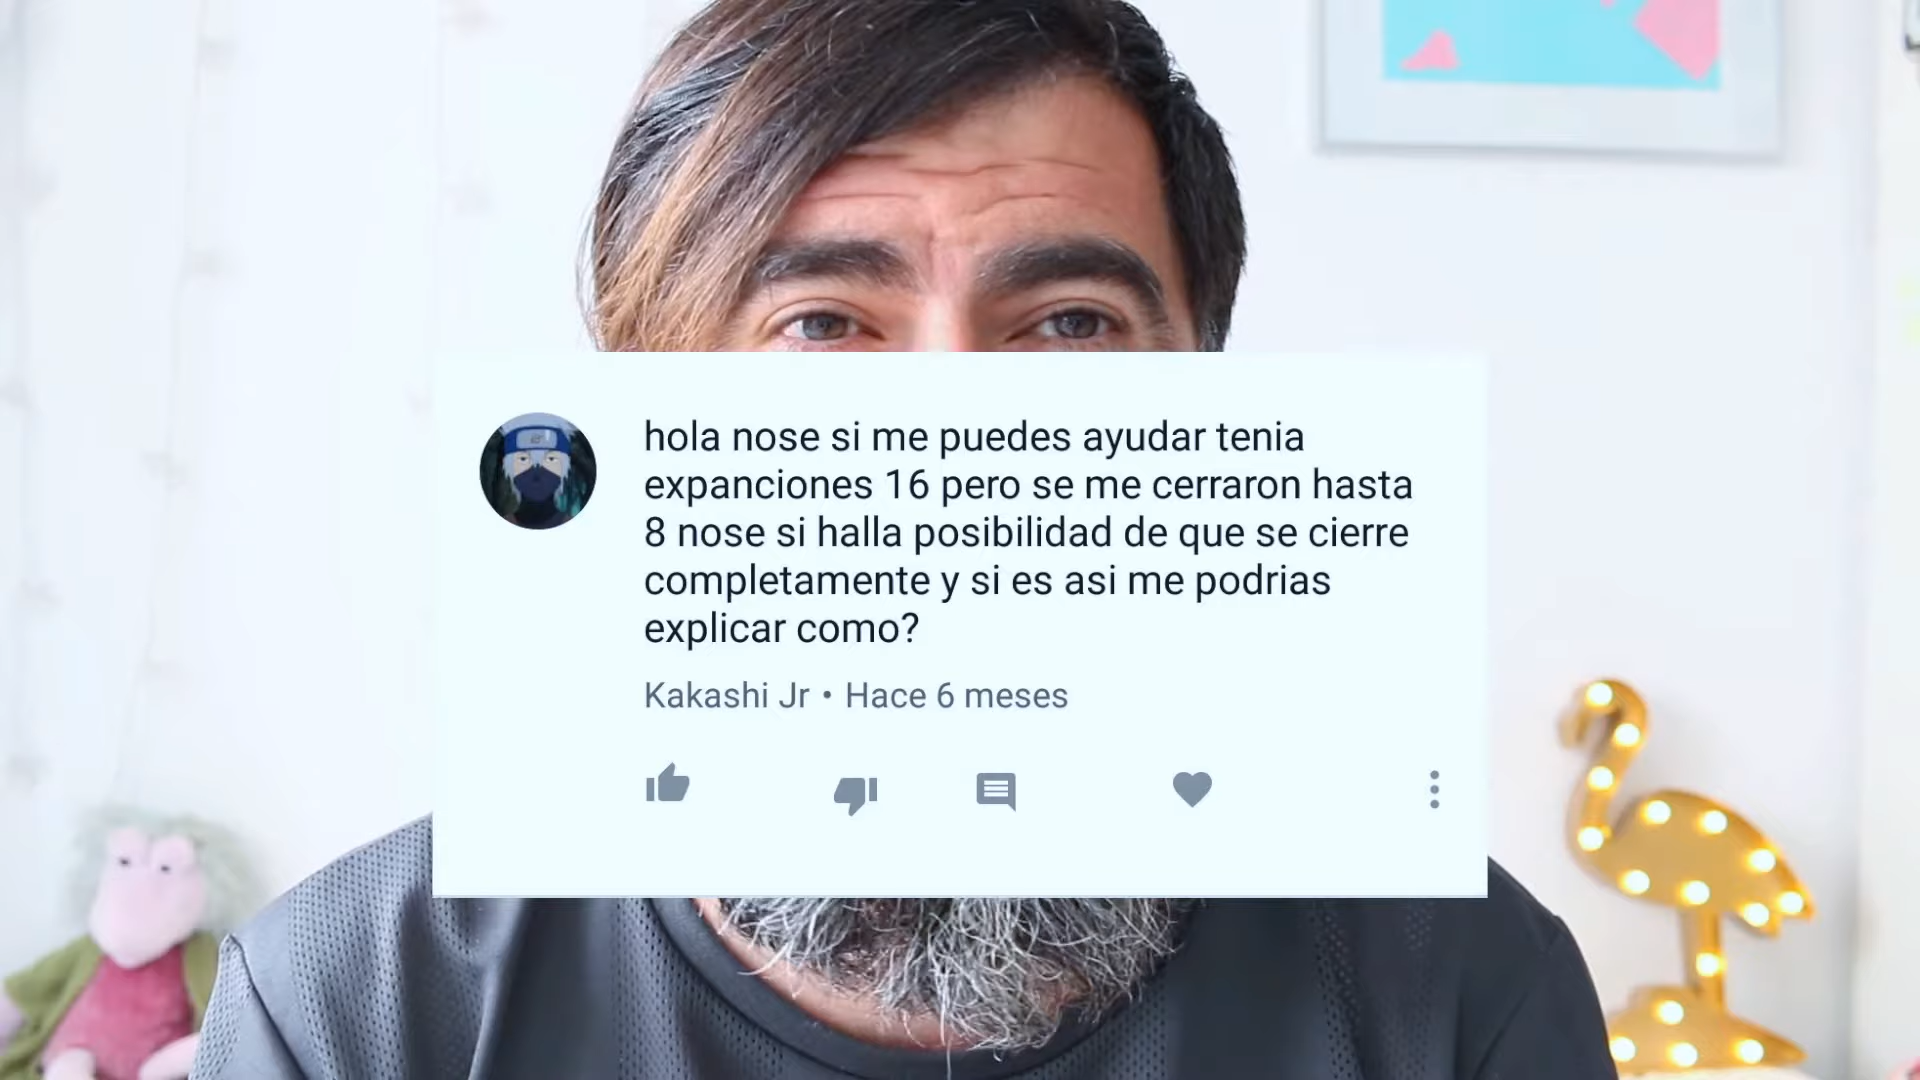 hola nose si me puedes ayudar tenia
expanciones 16 pero se me cerraron hasta
8 nose si halla posibilidad de que se cierre
completamente y si es asi me podrias
explicar como?
Kakashi Jr • Hace 6 meses